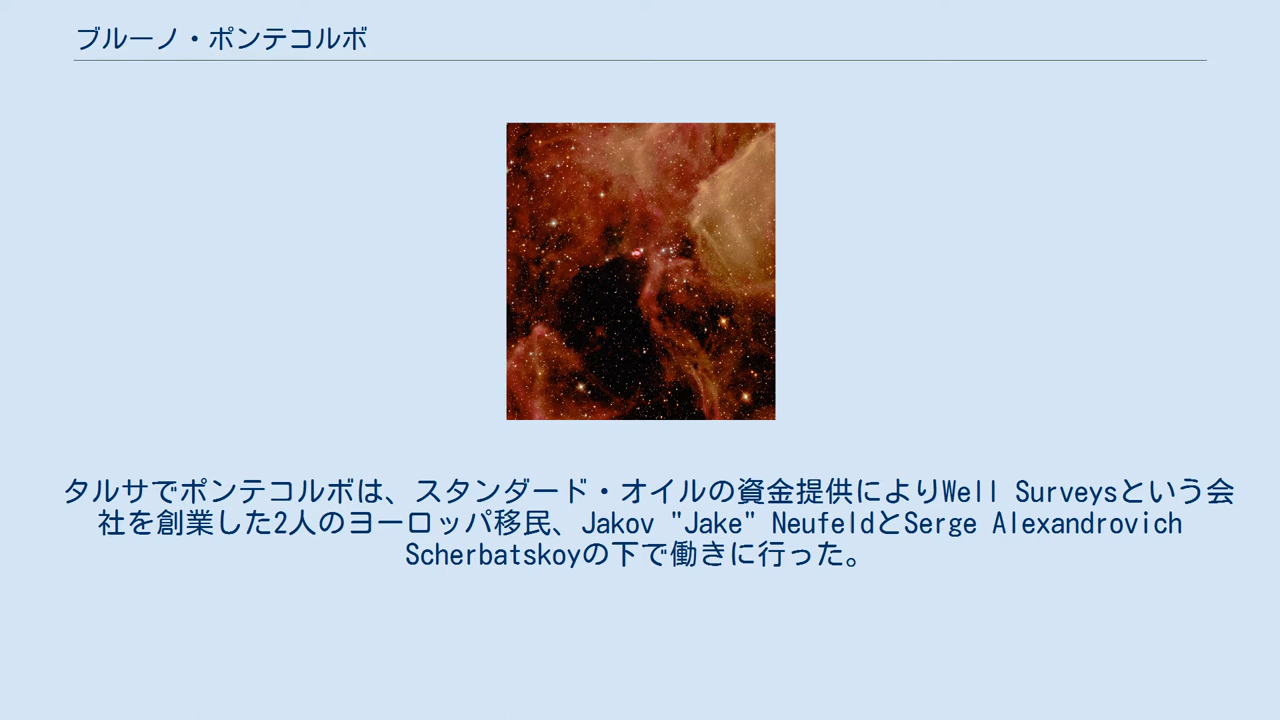 ブルーノ・ポンテコルボ
タルサでポンテコルボは、スタンダード・オイルの資金提供によりWell Surveysという会
社を創業した2人のヨーロッパ移民、Jakov "Jake" NeufeldとSerge Alexandrovich
Scherbatskoyの下で働きに行った。